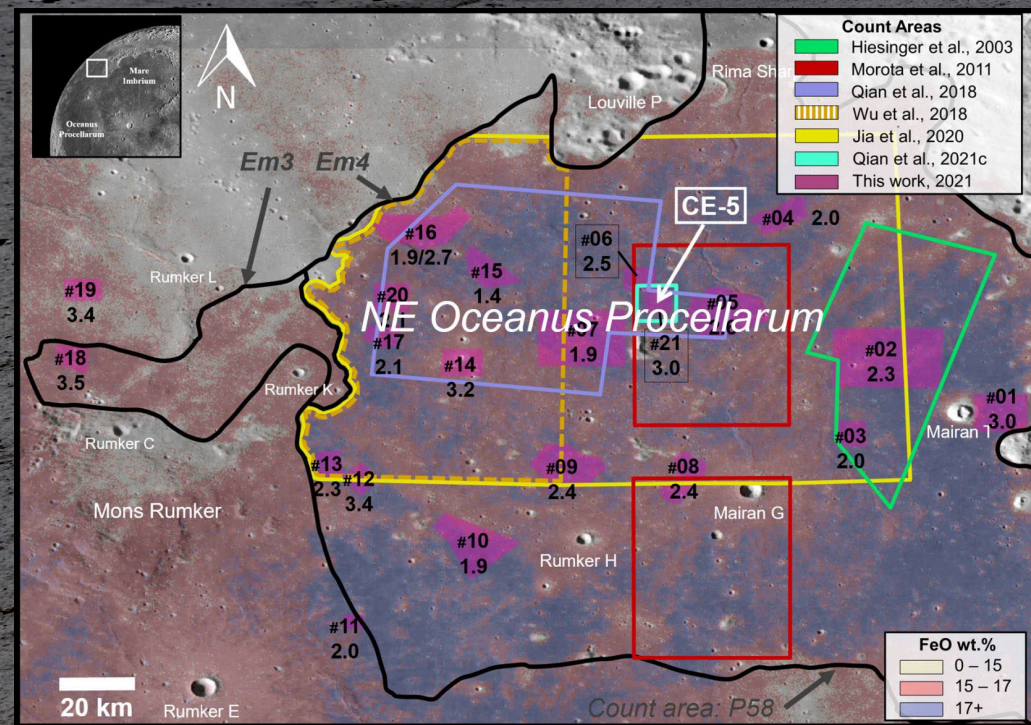 Mare
Imbrium
Oceanus
Procellarum
N
Count Areas
Hiesinger et al., 2003
Morota et al., 2011
Qian et al., 2018
Wu et al., 2018
Jia et al., 2020
Qian et al., 2021c
This work, 2021
Louville P
Em3
Em4
CE-5
#04
2.0
#16
1.9/2.7
#06
2.5
#15
1.4
Rumker L
#19
3.4
#20
#05
NE Oceanus Procellarum
#17
2.1
1.9
#21
3.0
#02
2.3
#14
3.2
#18
3.5
Rumker K
#01
3.0
Rumker C
Mairan T
#03
2.0
#13
2.3
#12
3.4
#09
2.4
#08
2.4
Mons Rumker
Mairan G
#10
1.9
Rumker H
#11
2.0
FeO wt.%
0 – 15
15 – 17
17+
20 km
Rumker E
Count area: P58